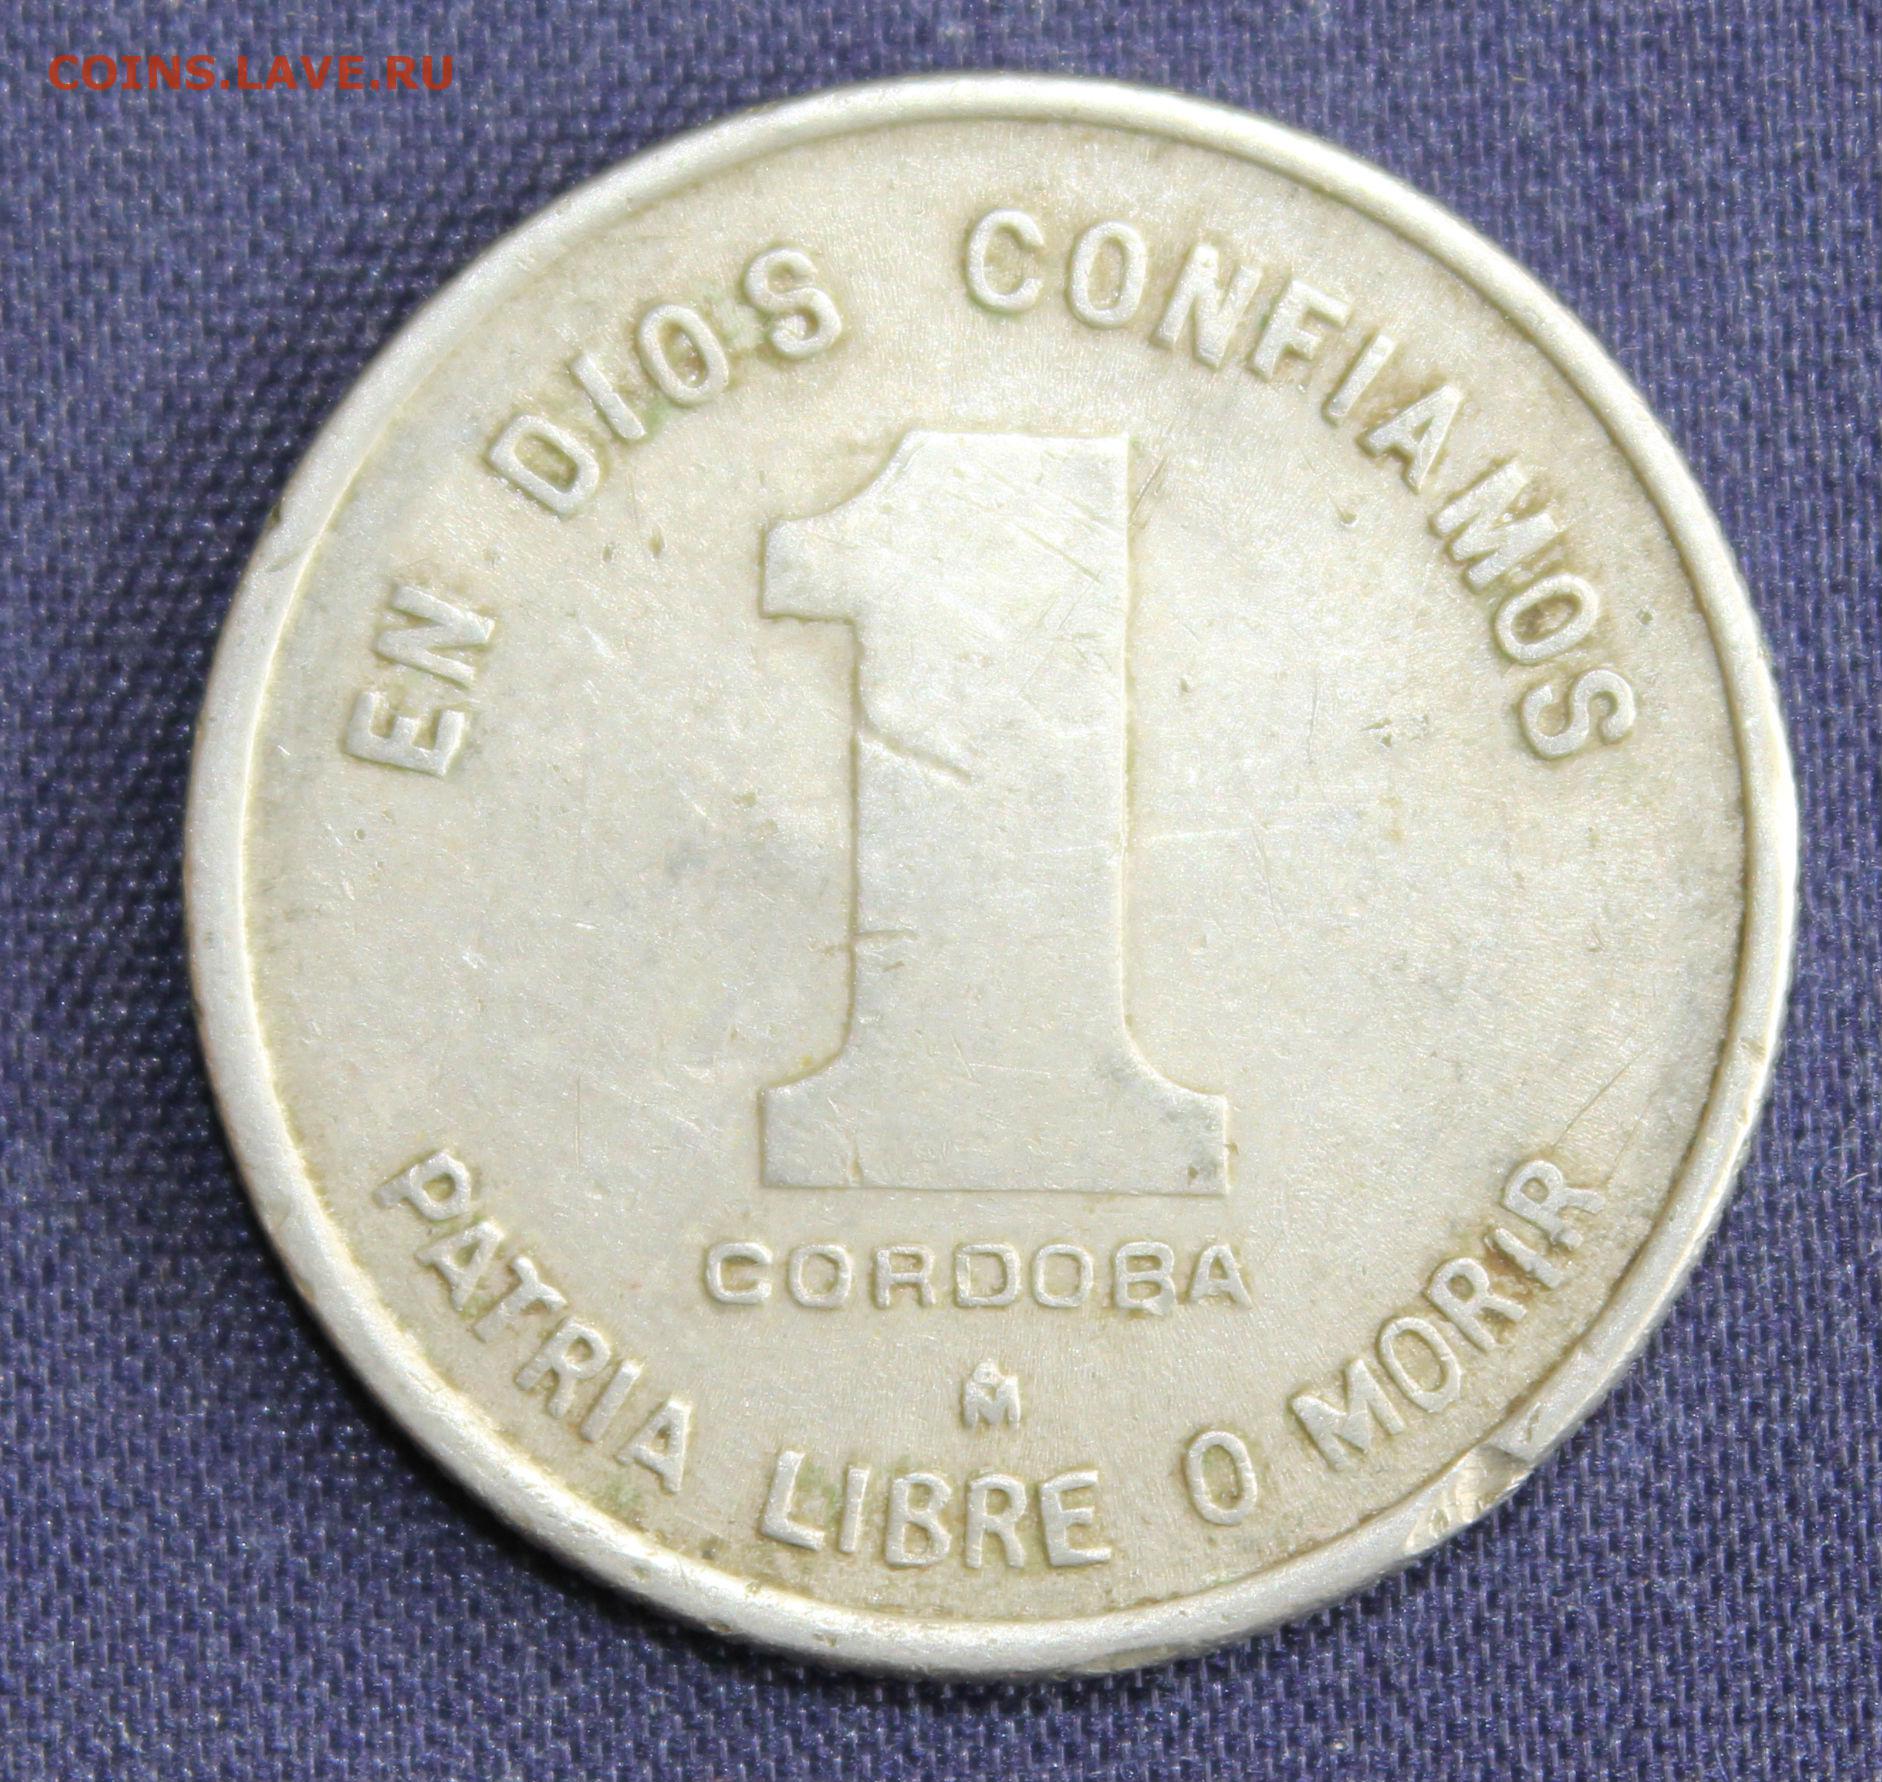 COINS.LAVE.RU
EN DIOS CONFIAMOS
1
CORDOBA
M
PATRIA LIBRE O MORIR